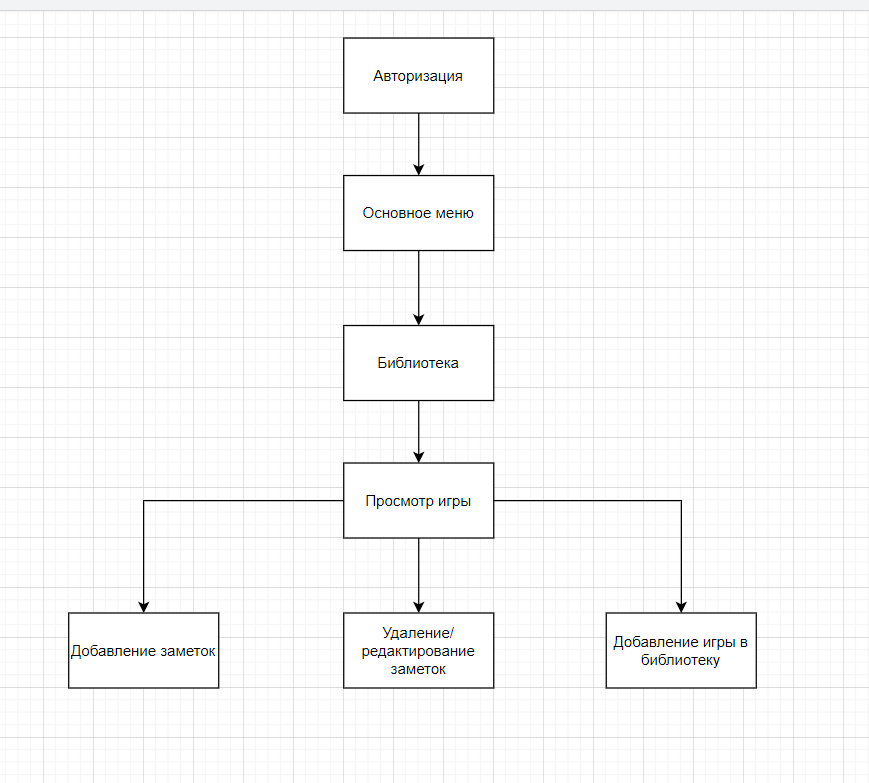 Авторизация
Основное меню
Библиотека
Просмотр игры
Добавление заметок
Удаление/
редактирование
заметок
Добавление игры в
библиотеку